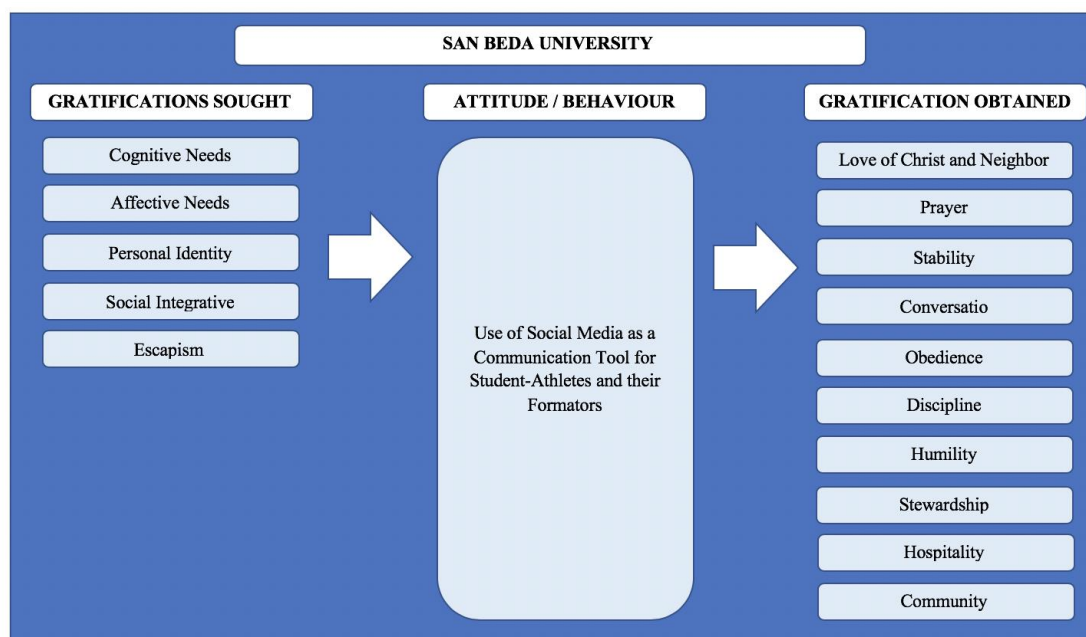 SAN BEDA UNIVERSITY
GRATIFICATIONS SOUGHT
Cognitive Needs
Affective Needs
Personal Identity
Social Integrative
Escapism
ATTITUDE / BEHAVIOUR
Use of Social Media as a
Communication Tool for
Student-Athletes and their
Formators
GRATIFICATION OBTAINED
Love of Christ and Neighbor
Prayer
Stability
Conversatio
Obedience
Discipline
Humility
Stewardship
Hospitality
Community